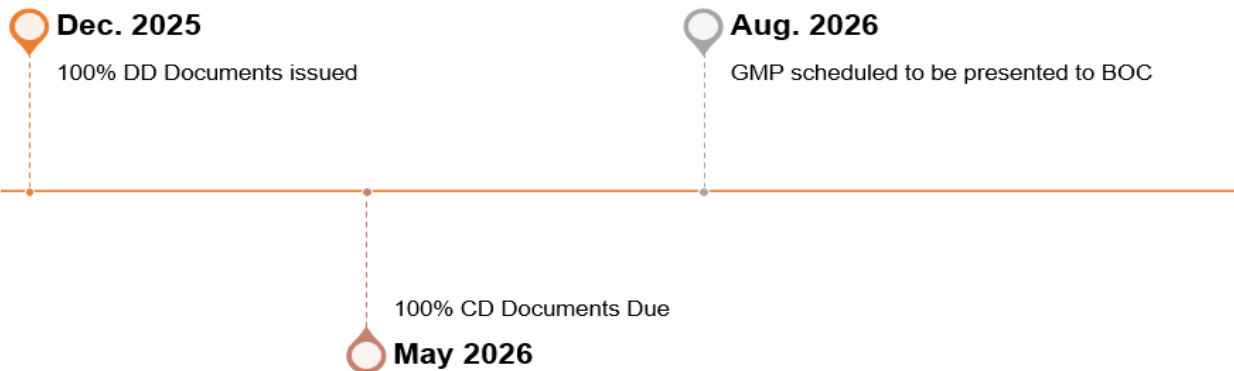 Dec. 2025
100% DD Documents issued
Aug. 2026
GMP scheduled to be presented to BOC
100% CD Documents Due
May 2026